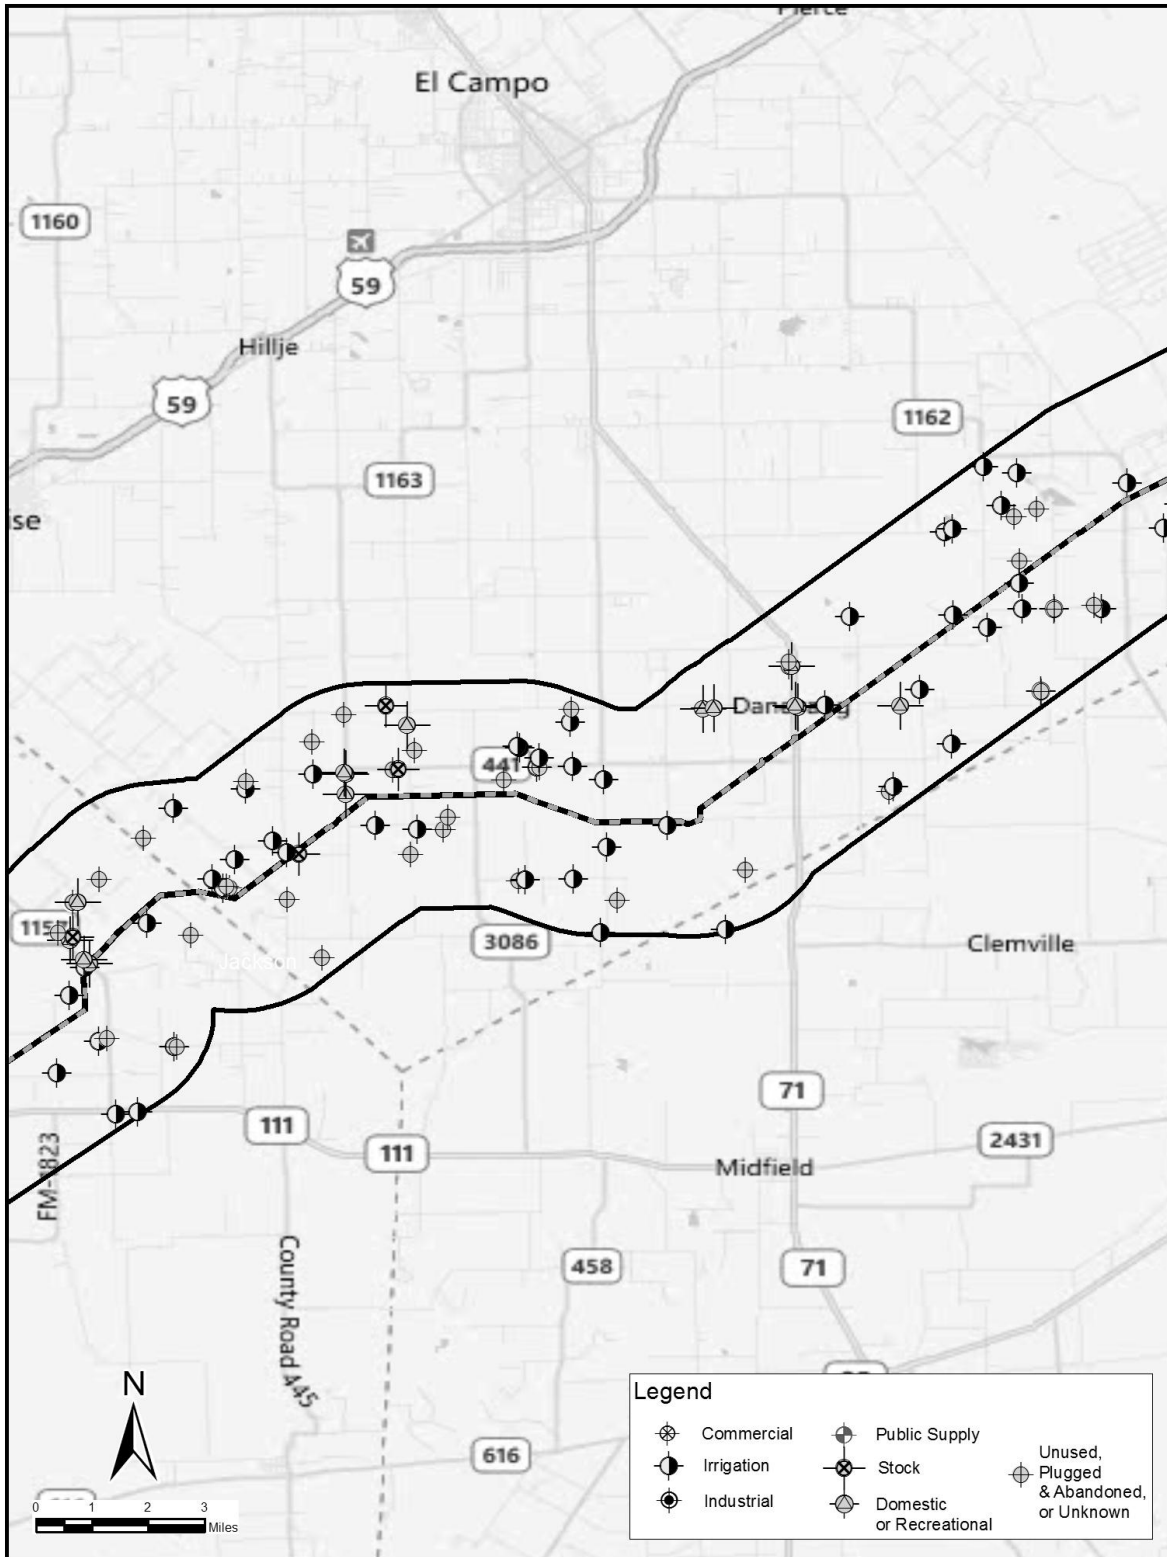 Pierce
El Campo
1160
59
Hillje
59
1162
1163
ise
441
3086
Clemville
Jackson
71
111
2431
111
Midfield
FM-1823
458
71
County Road 445
N
616
0 1 2 3
Miles
Legend
Commercial
Irrigation
Industrial
Public Supply
Stock
Domestic
or Recreational
Unused,
Plugged
& Abandoned,
or Unknown